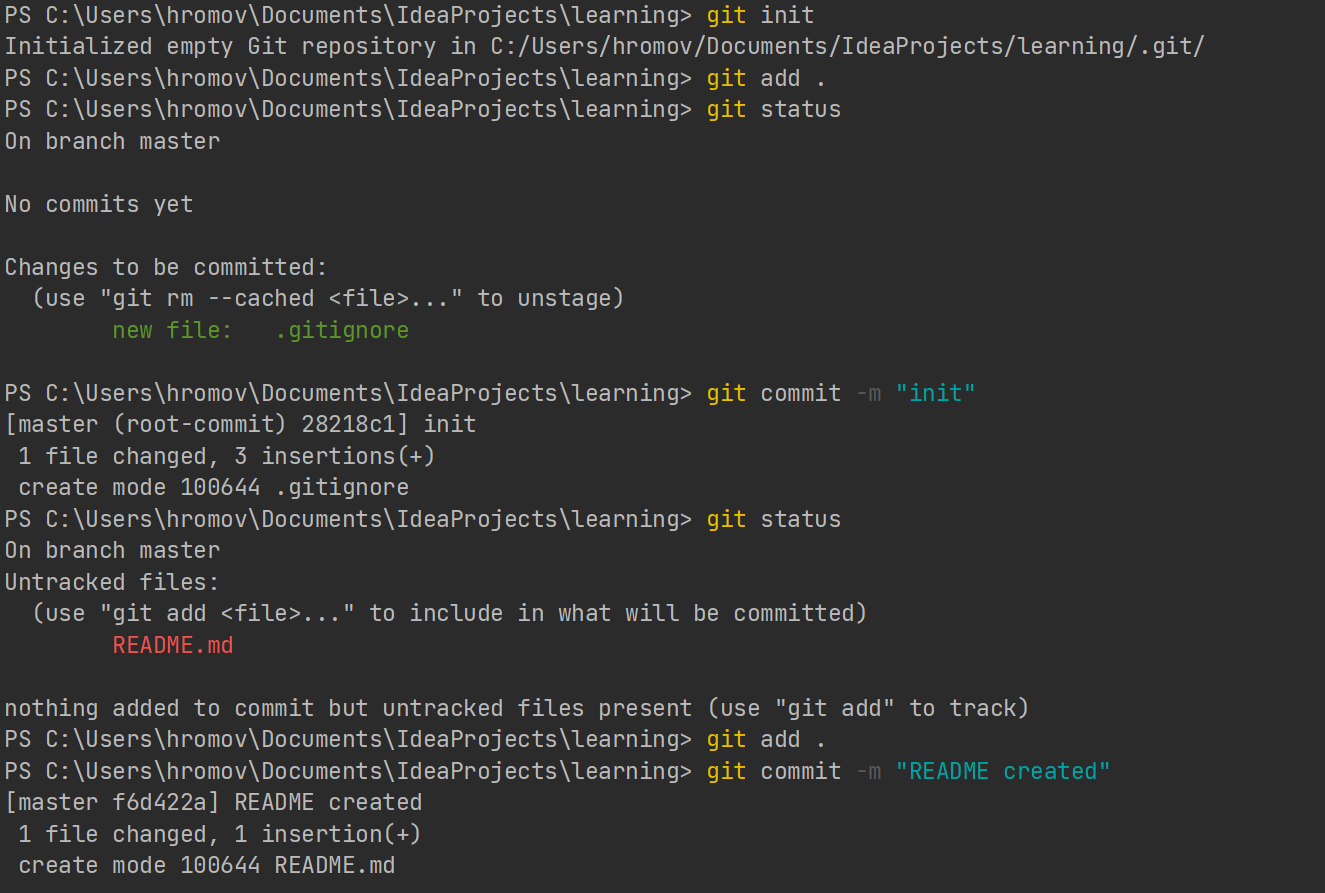 PS C:\Users\hromov\Documents\IdeaProjects\learning> git init
Initialized empty Git repository in C:/Users/hromov/Documents/IdeaProjects/learning/.git/
PS C:\Users\hromov\Documents\IdeaProjects\learning> git add .
PS C:\Users\hromov\Documents\IdeaProjects\learning> git status
On branch master

No commits yet

Changes to be committed:
  (use "git rm --cached <file>..." to unstage)
        new file:   .gitignore

PS C:\Users\hromov\Documents\IdeaProjects\learning> git commit -m "init"
[master (root-commit) 28218c1] init
 1 file changed, 3 insertions(+)
 create mode 100644 .gitignore
PS C:\Users\hromov\Documents\IdeaProjects\learning> git status
On branch master
Untracked files:
  (use "git add <file>..." to include in what will be committed)
        README.md

nothing added to commit but untracked files present (use "git add" to track)
PS C:\Users\hromov\Documents\IdeaProjects\learning> git add .
PS C:\Users\hromov\Documents\IdeaProjects\learning> git commit -m "README created"
[master f6d422a] README created
 1 file changed, 1 insertion(+)
 create mode 100644 README.md